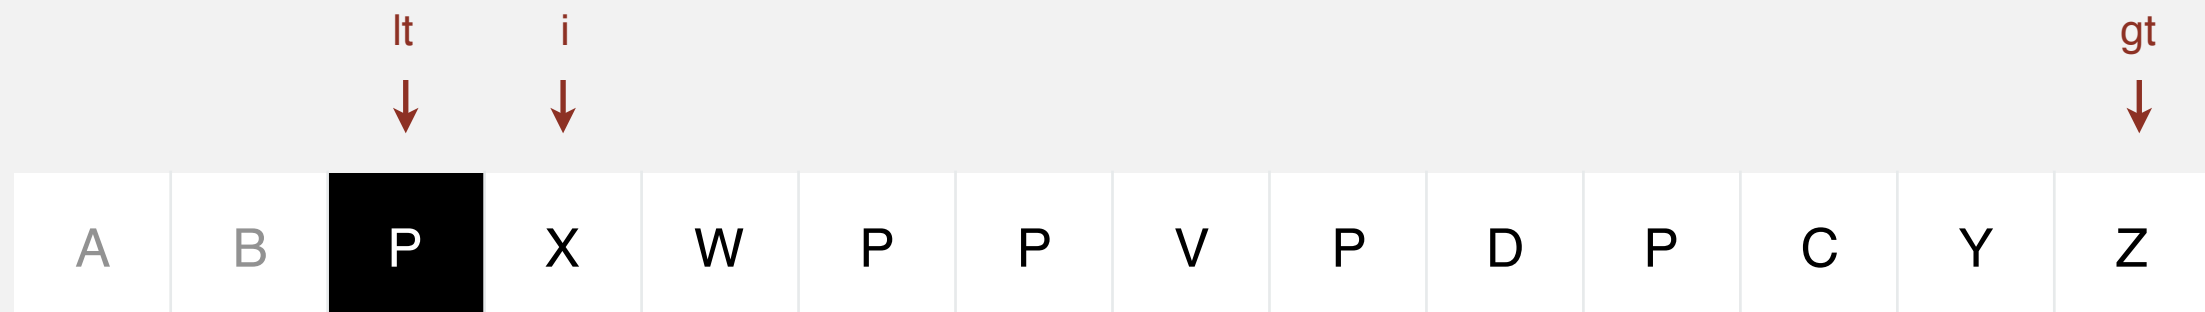 lt i gt
A B P X W P P V P D P C Y Z